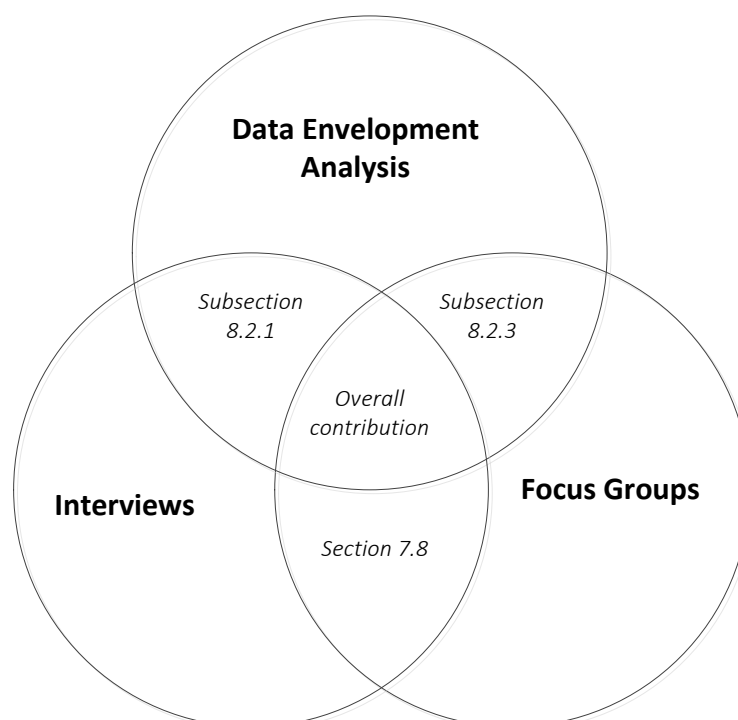 Data Envelopment
Analysis
Subsection
8.2.1
Subsection
8.2.3
Overall
contribution
Interviews
Focus Groups
Section 7.8